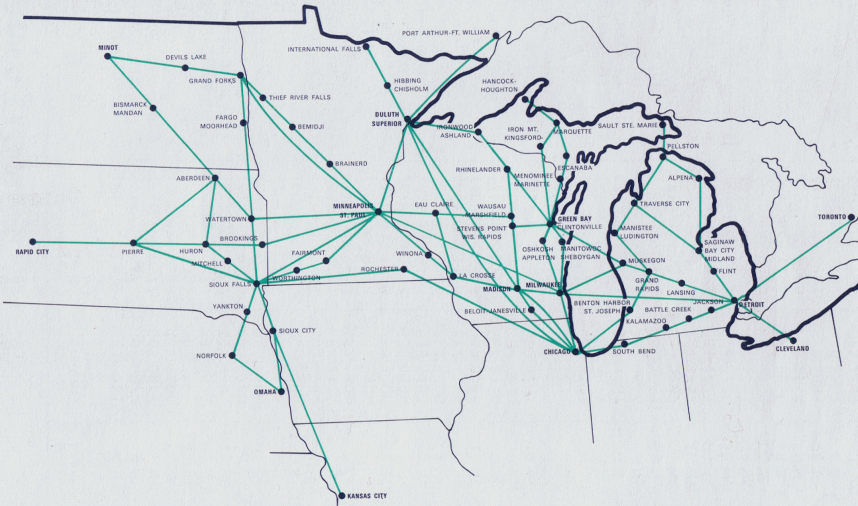 PORT ARTHUR-FT. WILLIAM
MINOT
INTERNATIONAL FALLS
DEVILS LAKE
GRAND FORKS
HIBBING
CHISHOLM
HANCOCK-
HOUGHTON
THIEF RIVER FALLS
BISMARCK
MANDAN
FARGO
MOORHEAD
BEMIDJI
DULUTH
SUPERIOR
IRONWOOD
ASHLAND
IRON MT.
KINGSFORD
MARQUETTE
SAULT STE. MARIE
PELLSTON
BRAINERD
RHINELANDER
ESCANABA
MENOMINEE
MARINETTE
ALPENA
ABERDEEN
WATERTOWN
MINNEAPOLIS
ST. PAUL
EAU CLAIRE
WAUSAU
MARSHFIELD
STEVENS POINT
WIS. RAPIDS
GREEN BAY
CLINTONVILLE
TRAVERSE CITY
TORONTO
MANISTEE
LUDINGTON
RAPID CITY
PIERRE
HURON
BROOKINGS
MITCHELL
FAIRMONT
WINONA
OSHKOSH
APPLETON
MANITOWOC
SHEBOYGAN
SAGINAW
BAY CITY
MIDLAND
MUSKEGON
FLINT
SIOUX FALLS
WORTHINGTON
ROCHESTER
LA CROSSE
MADISON
MILWAUKEE
GRAND
RAPIDS
LANSING
YANKTON
BELOIT-JANESVILLE
BENTON HARBOR
ST. JOSEPH
BATTLE CREEK
JACKSON
DETROIT
KALAMAZOO
SIOUX CITY
NORFOLK
CHICAGO
SOUTH BEND
CLEVELAND
OMAHA
KANSAS CITY